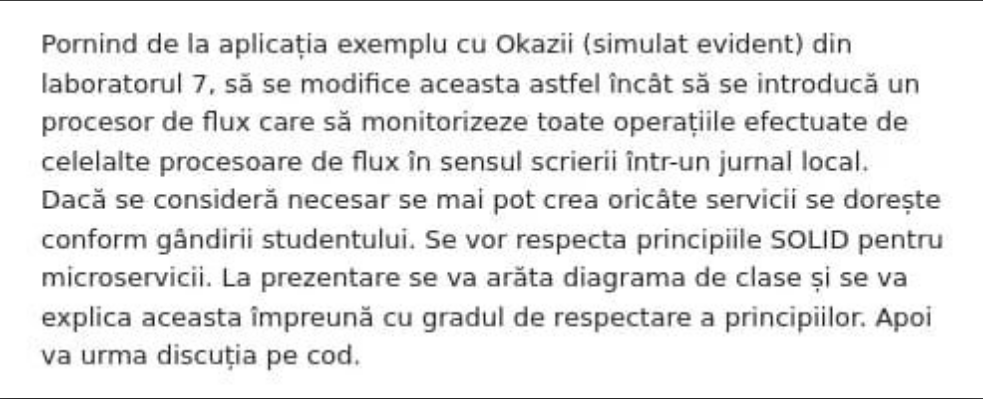 Pornind de la aplicația exemplu cu Okazii (simulat evident) din
laboratorul 7, să se modifice aceasta astfel încât să se introducă un
procesor de flux care să monitorizeze toate operațiile efectuate de
celelalte procesoare de flux în sensul scrierii într-un jurnal local.
Dacă se consideră necesar se mai pot crea oricâte servicii se dorește
conform gândirii studentului. Se vor respecta principiile SOLID pentru
microservicii. La prezentare se va arăta diagrama de clase și se va
explica aceasta împreună cu gradul de respectare a principiilor. Apoi
va urma discuția pe cod.